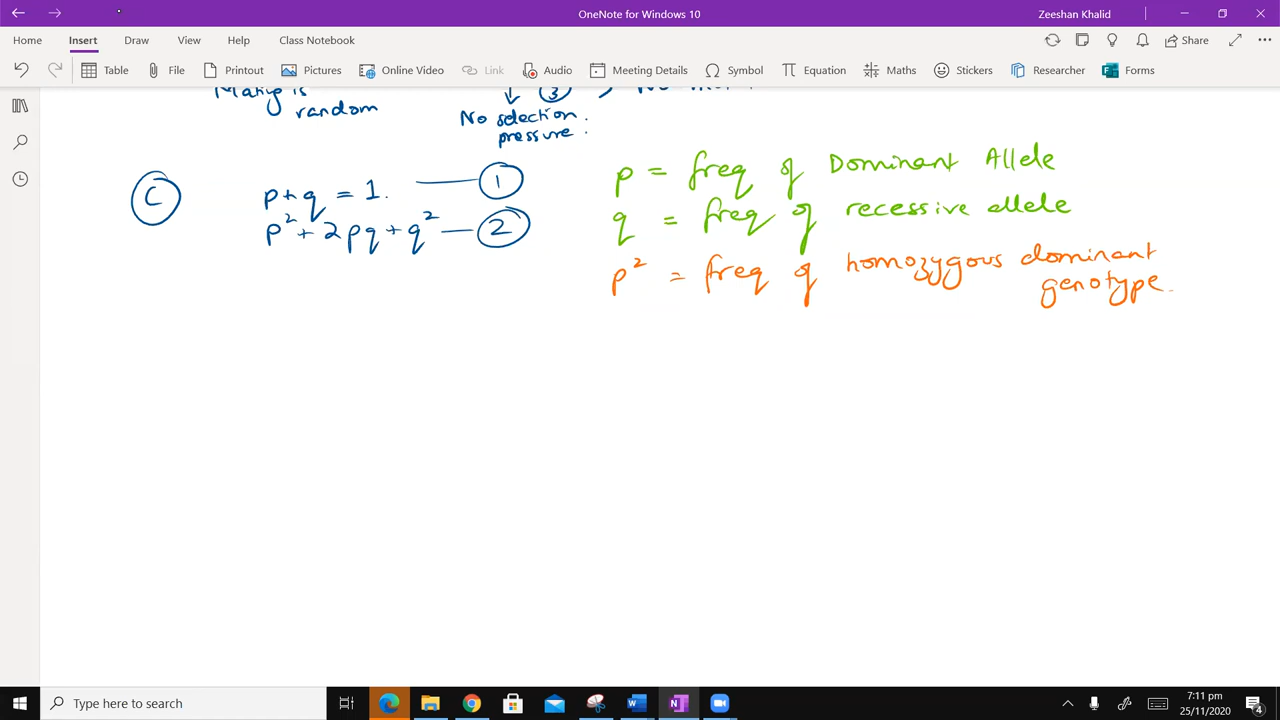 OneNote for Windows 10
Zeeshan Khalid
Home Insert Draw View Help Class Notebook
Share
Table File Printout Pictures Online Video Link Audio Meeting Details Symbol Equation Maths Stickers Researcher Forms
Mating is
random
3
No selection
pressure.
C
p+q = 1. 1
p²+2pq+q² 2
p = freq of Dominant Allele
q = freq of recessive allele
p² = freq of homozygous dominant
genotype.
Type here to search
7:11 pm
25/11/2020
4